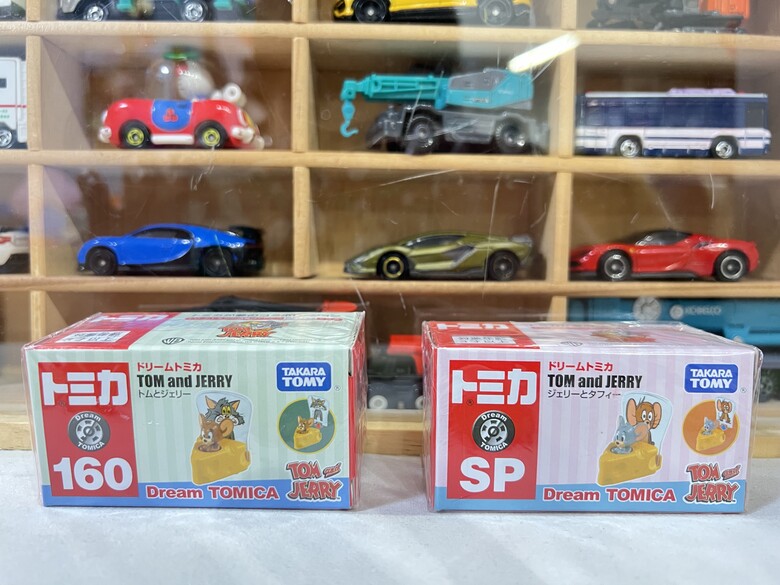 トミカ
Dream
TOMICA
160
ドリームトミカ
TOM and JERRY
トムとジェリー
TAKARA
TOMY
TOM and
JERRY
Dream TOMICA
トミカ
Dream
TOMICA
SP
ドリームトミカ
TOM and JERRY
ジェリーとタフィー
TAKARA
TOMY
TOM and
JERRY
Dream TOMICA